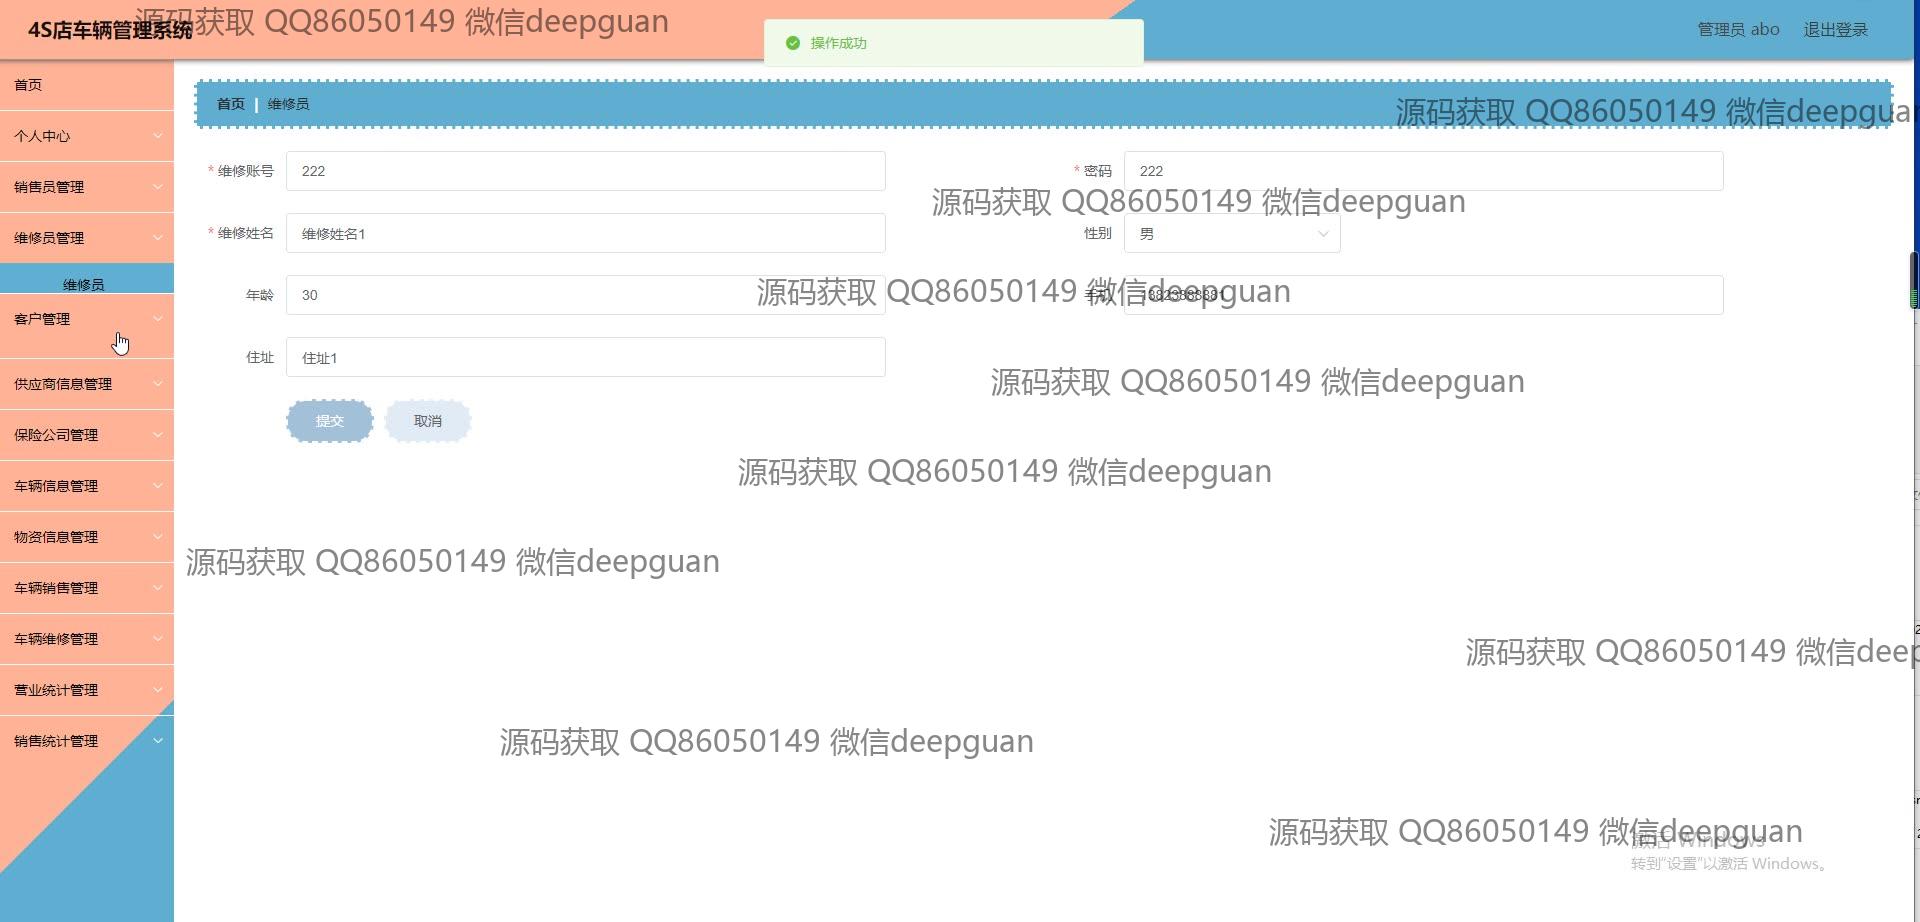 4S店车辆管理系统
源码获取 QQ86050149 微信deepguan
操作成功
管理员 abo
退出登录
首页
个人中心
销售员管理
维修员管理
维修员
客户管理
供应商信息管理
保险公司管理
车辆信息管理
物资信息管理
车辆销售管理
车辆维修管理
营业统计管理
销售统计管理
首页 | 维修员
源码获取 QQ86050149 微信deepguan
* 维修账号 222
* 密码 222
源码获取 QQ86050149 微信deepguan
* 维修姓名 维修姓名1
性别 男
年龄 30
源码获取 QQ86050149 微信deepguan
住址 住址1
源码获取 QQ86050149 微信deepguan
提交 取消
源码获取 QQ86050149 微信deepguan
源码获取 QQ86050149 微信deepguan
源码获取 QQ86050149 微信deep
源码获取 QQ86050149 微信deepguan
源码获取 QQ86050149 微信deepguan
激活 Windows
转到"设置"以激活 Windows。